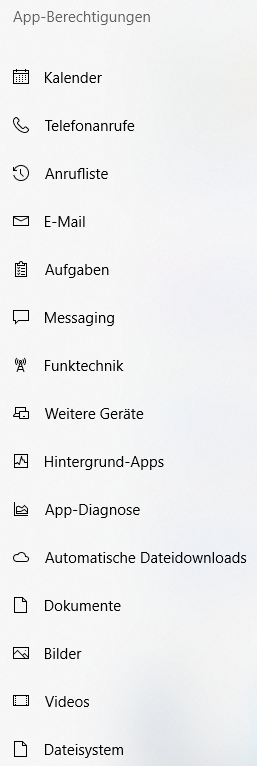 App-Berechtigungen
Kalender
Telefonanrufe
Anrufliste
E-Mail
Aufgaben
Messaging
Funktechnik
Weitere Geräte
Hintergrund-Apps
App-Diagnose
Automatische Dateidownloads
Dokumente
Bilder
Videos
Dateisystem